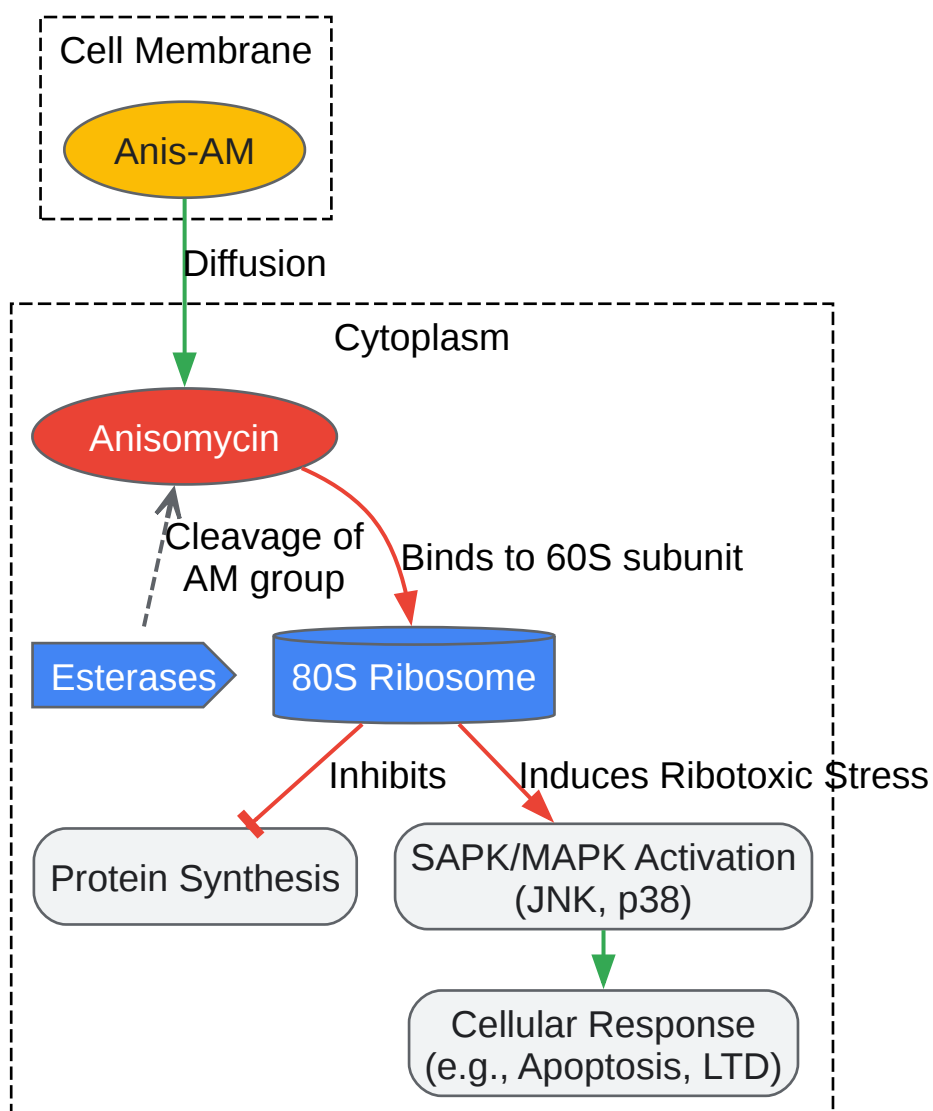 Cell Membrane
Anis-AM
Diffusion
Cytoplasm
Anisomycin
Cleavage of
AM group
Binds to 60S subunit
Esterases
80S Ribosome
Inhibits
Induces Ribotoxic Stress
Protein Synthesis
SAPK/MAPK Activation
(JNK, p38)
Cellular Response
(e.g., Apoptosis, LTD)